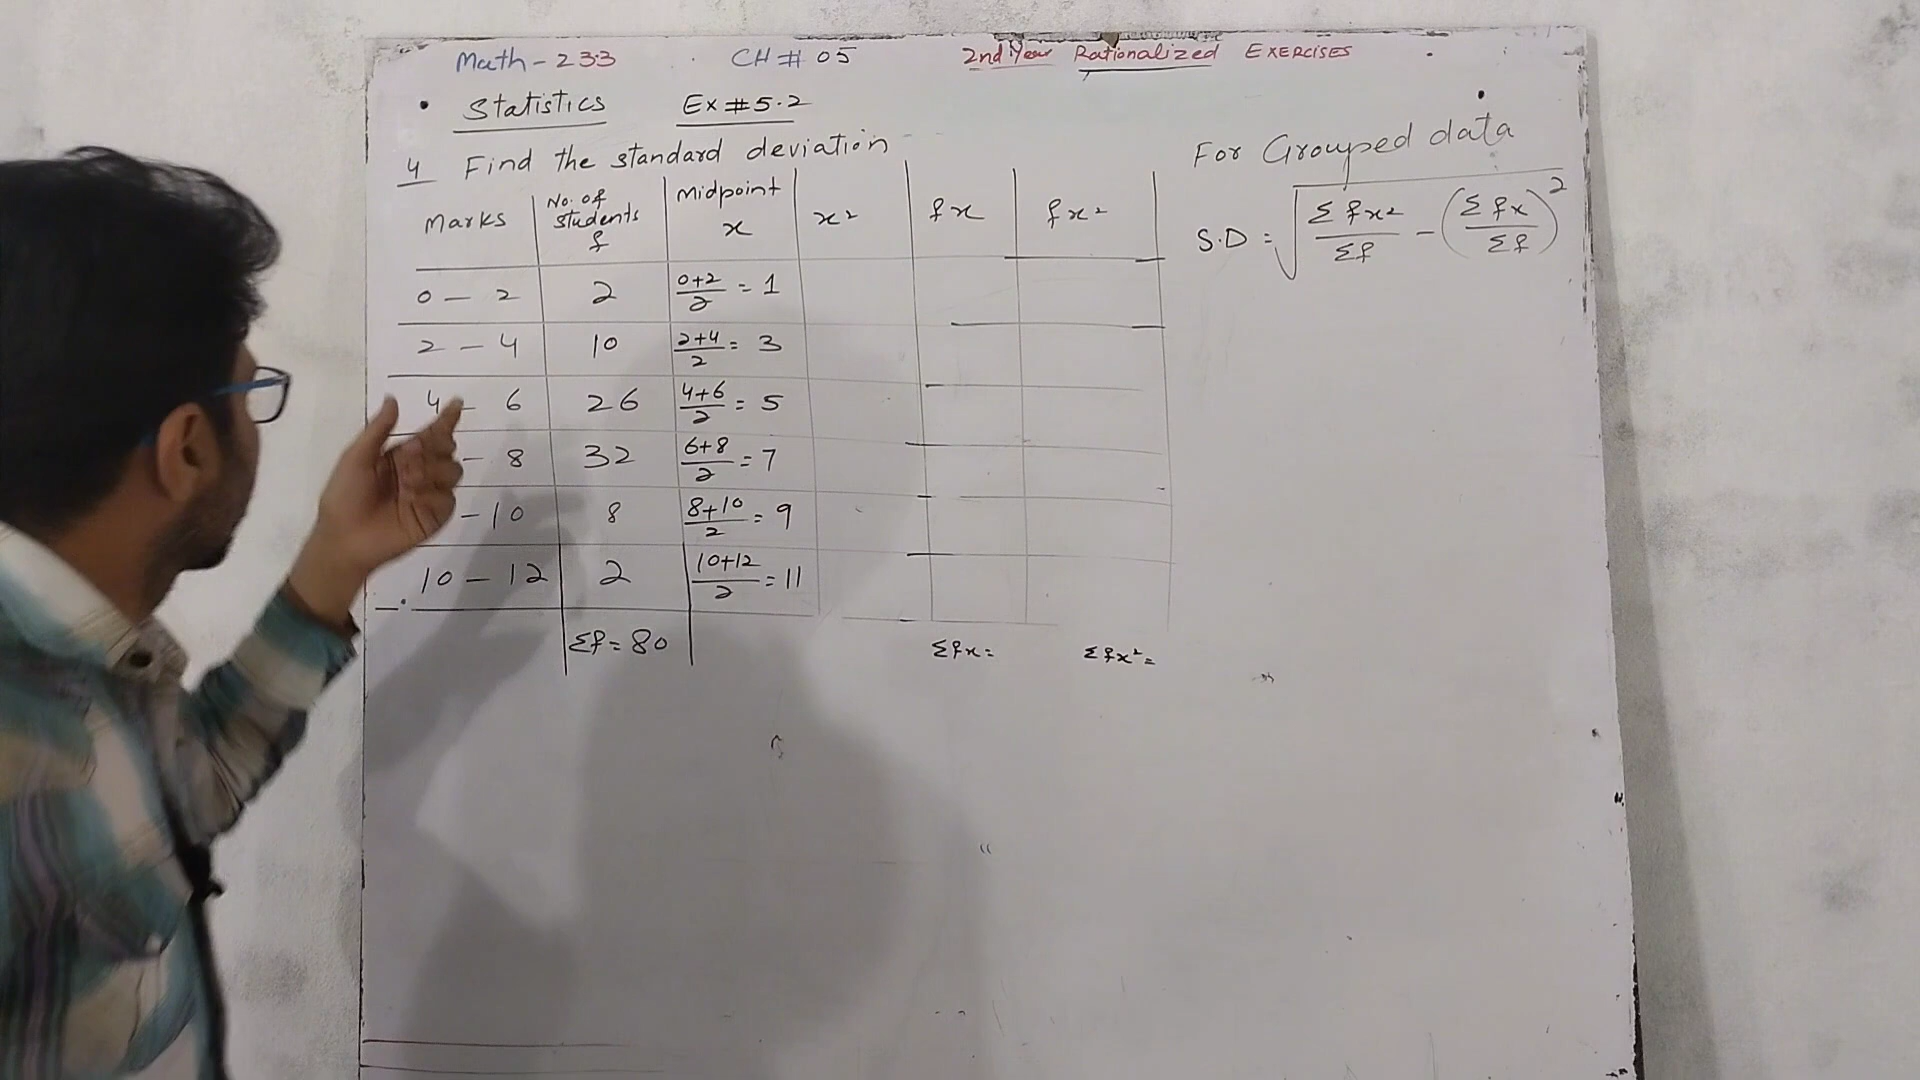 Math - 233 CH # 05 2nd Year Rationalized EXERCISES
Statistics Ex # 5.2
4 Find the standard deviation
For Grouped data
Marks No. of students f Midpoint x x² fx fx²
S.D = √ Σfx²/Σf - (Σfx/Σf)²
0 - 2 2 0+2/2 = 1
2 - 4 10 2+4/2 = 3
4 - 6 26 4+6/2 = 5
- 8 32 6+8/2 = 7
- 10 8 8+10/2 = 9
10 - 12 2 10+12/2 = 11
Σf = 80 Σfx = Σfx² =